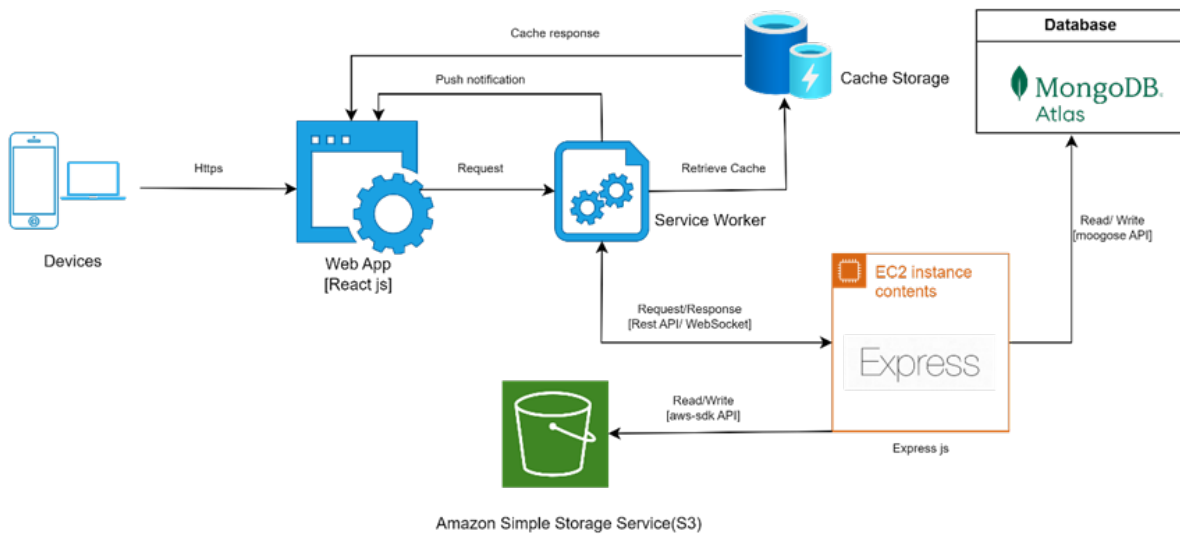 Cache response
Database
Push notification
Cache Storage
MongoDB®
Atlas
Https
Request
Retrieve Cache
Service Worker
Devices
Web App
[React js]
Read/ Write
[moogose API]
EC2 instance
contents
Request/Response
[Rest API/ WebSocket]
Express
Read/Write
[aws-sdk API]
Express js
Amazon Simple Storage Service(S3)